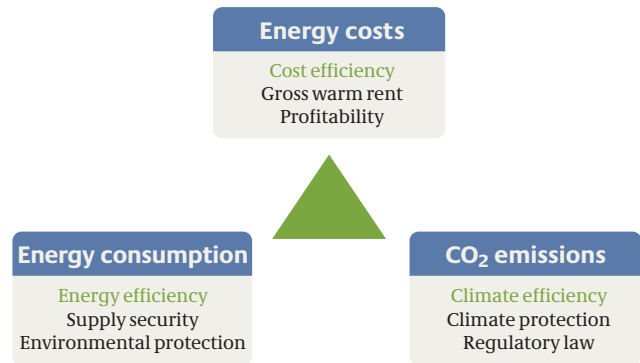 Energy costs
Cost efficiency
Gross warm rent
Profitability
Energy consumption
Energy efficiency
Supply security
Environmental protection
CO₂ emissions
Climate efficiency
Climate protection
Regulatory law